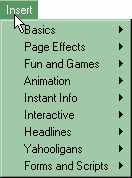 Insert
Basics
Page Effects
Fun and Games
Animation
Instant Info
Interactive
Headlines
Yahooligans
Forms and Scripts